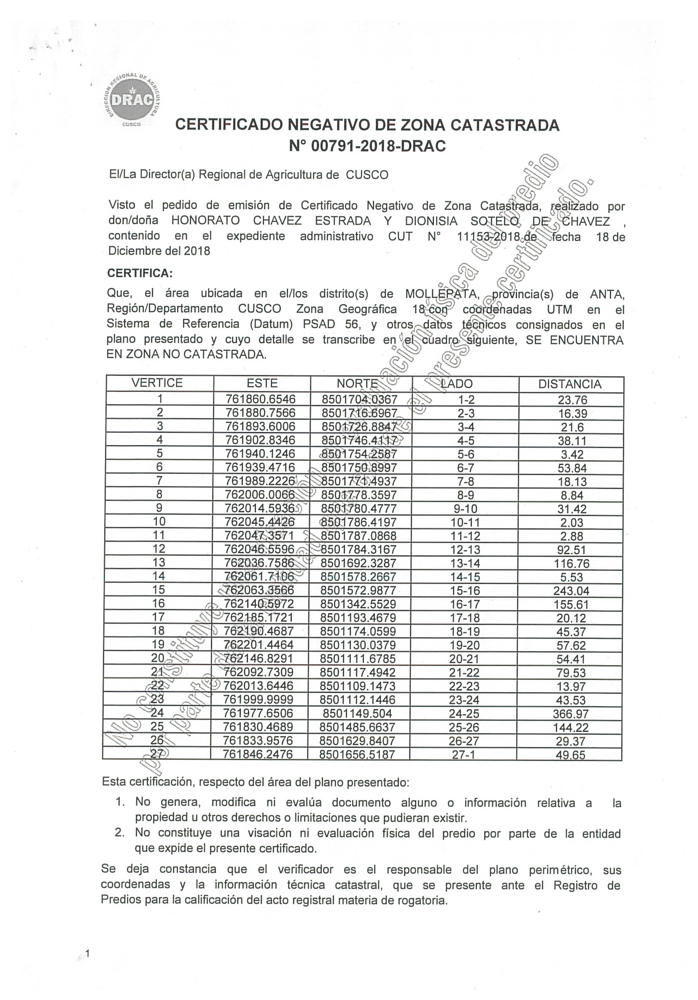 DIRECCION REGIONAL DE AGRICULTURA
DRAC
CUSCO
CERTIFICADO NEGATIVO DE ZONA CATASTRADA
N° 00791-2018-DRAC
El/La Director(a) Regional de Agricultura de CUSCO
Visto el pedido de emisión de Certificado Negativo de Zona Catastrada, realizado por
don/doña HONORATO CHAVEZ ESTRADA Y DIONISIA SOTELO DE CHAVEZ ,
contenido en el expediente administrativo CUT N° 11153-2018 de fecha 18 de
Diciembre del 2018
CERTIFICA:
Que, el área ubicada en el/los distrito(s) de MOLLEPATA, provincia(s) de ANTA,
Región/Departamento CUSCO Zona Geográfica 18 con coordenadas UTM en el
Sistema de Referencia (Datum) PSAD 56, y otros datos técnicos consignados en el
plano presentado y cuyo detalle se transcribe en el cuadro siguiente, SE ENCUENTRA
EN ZONA NO CATASTRADA.
VERTICE ESTE NORTE LADO DISTANCIA
1 761860.6546 8501704.0367 1-2 23.76
2 761880.7566 8501716.6967 2-3 16.39
3 761893.6006 8501726.8847 3-4 21.6
4 761902.8346 8501746.4117 4-5 38.11
5 761940.1246 8501754.2587 5-6 3.42
6 761939.4716 8501750.8997 6-7 53.84
7 761989.2226 8501771.4937 7-8 18.13
8 762006.0066 8501778.3597 8-9 8.84
9 762014.5936 8501780.4777 9-10 31.42
10 762045.4426 8501786.4197 10-11 2.03
11 762047.3571 8501787.0868 11-12 2.88
12 762046.5596 8501784.3167 12-13 92.51
13 762036.7586 8501692.3287 13-14 116.76
14 762061.7106 8501578.2667 14-15 5.53
15 762063.3566 8501572.9877 15-16 243.04
16 762140.5972 8501342.5529 16-17 155.61
17 762185.1721 8501193.4679 17-18 20.12
18 762190.4687 8501174.0599 18-19 45.37
19 762201.4464 8501130.0379 19-20 57.62
20 762146.8291 8501111.6785 20-21 54.41
21 762092.7309 8501117.4942 21-22 79.53
22 762013.6446 8501109.1473 22-23 13.97
23 761999.9999 8501112.1446 23-24 43.53
24 761977.6506 8501149.504 24-25 366.97
25 761830.4689 8501485.6637 25-26 144.22
26 761833.9576 8501629.8407 26-27 29.37
27 761846.2476 8501656.5187 27-1 49.65
No constituye una visación ni evaluación física del predio
por parte de la entidad que expide el presente certificado.
Esta certificación, respecto del área del plano presentado:
1. No genera, modifica ni evalúa documento alguno o información relativa a la
propiedad u otros derechos o limitaciones que pudieran existir.
2. No constituye una visación ni evaluación física del predio por parte de la entidad
que expide el presente certificado.
Se deja constancia que el verificador es el responsable del plano perimétrico, sus
coordenadas y la información técnica catastral, que se presente ante el Registro de
Predios para la calificación del acto registral materia de rogatoria.
1